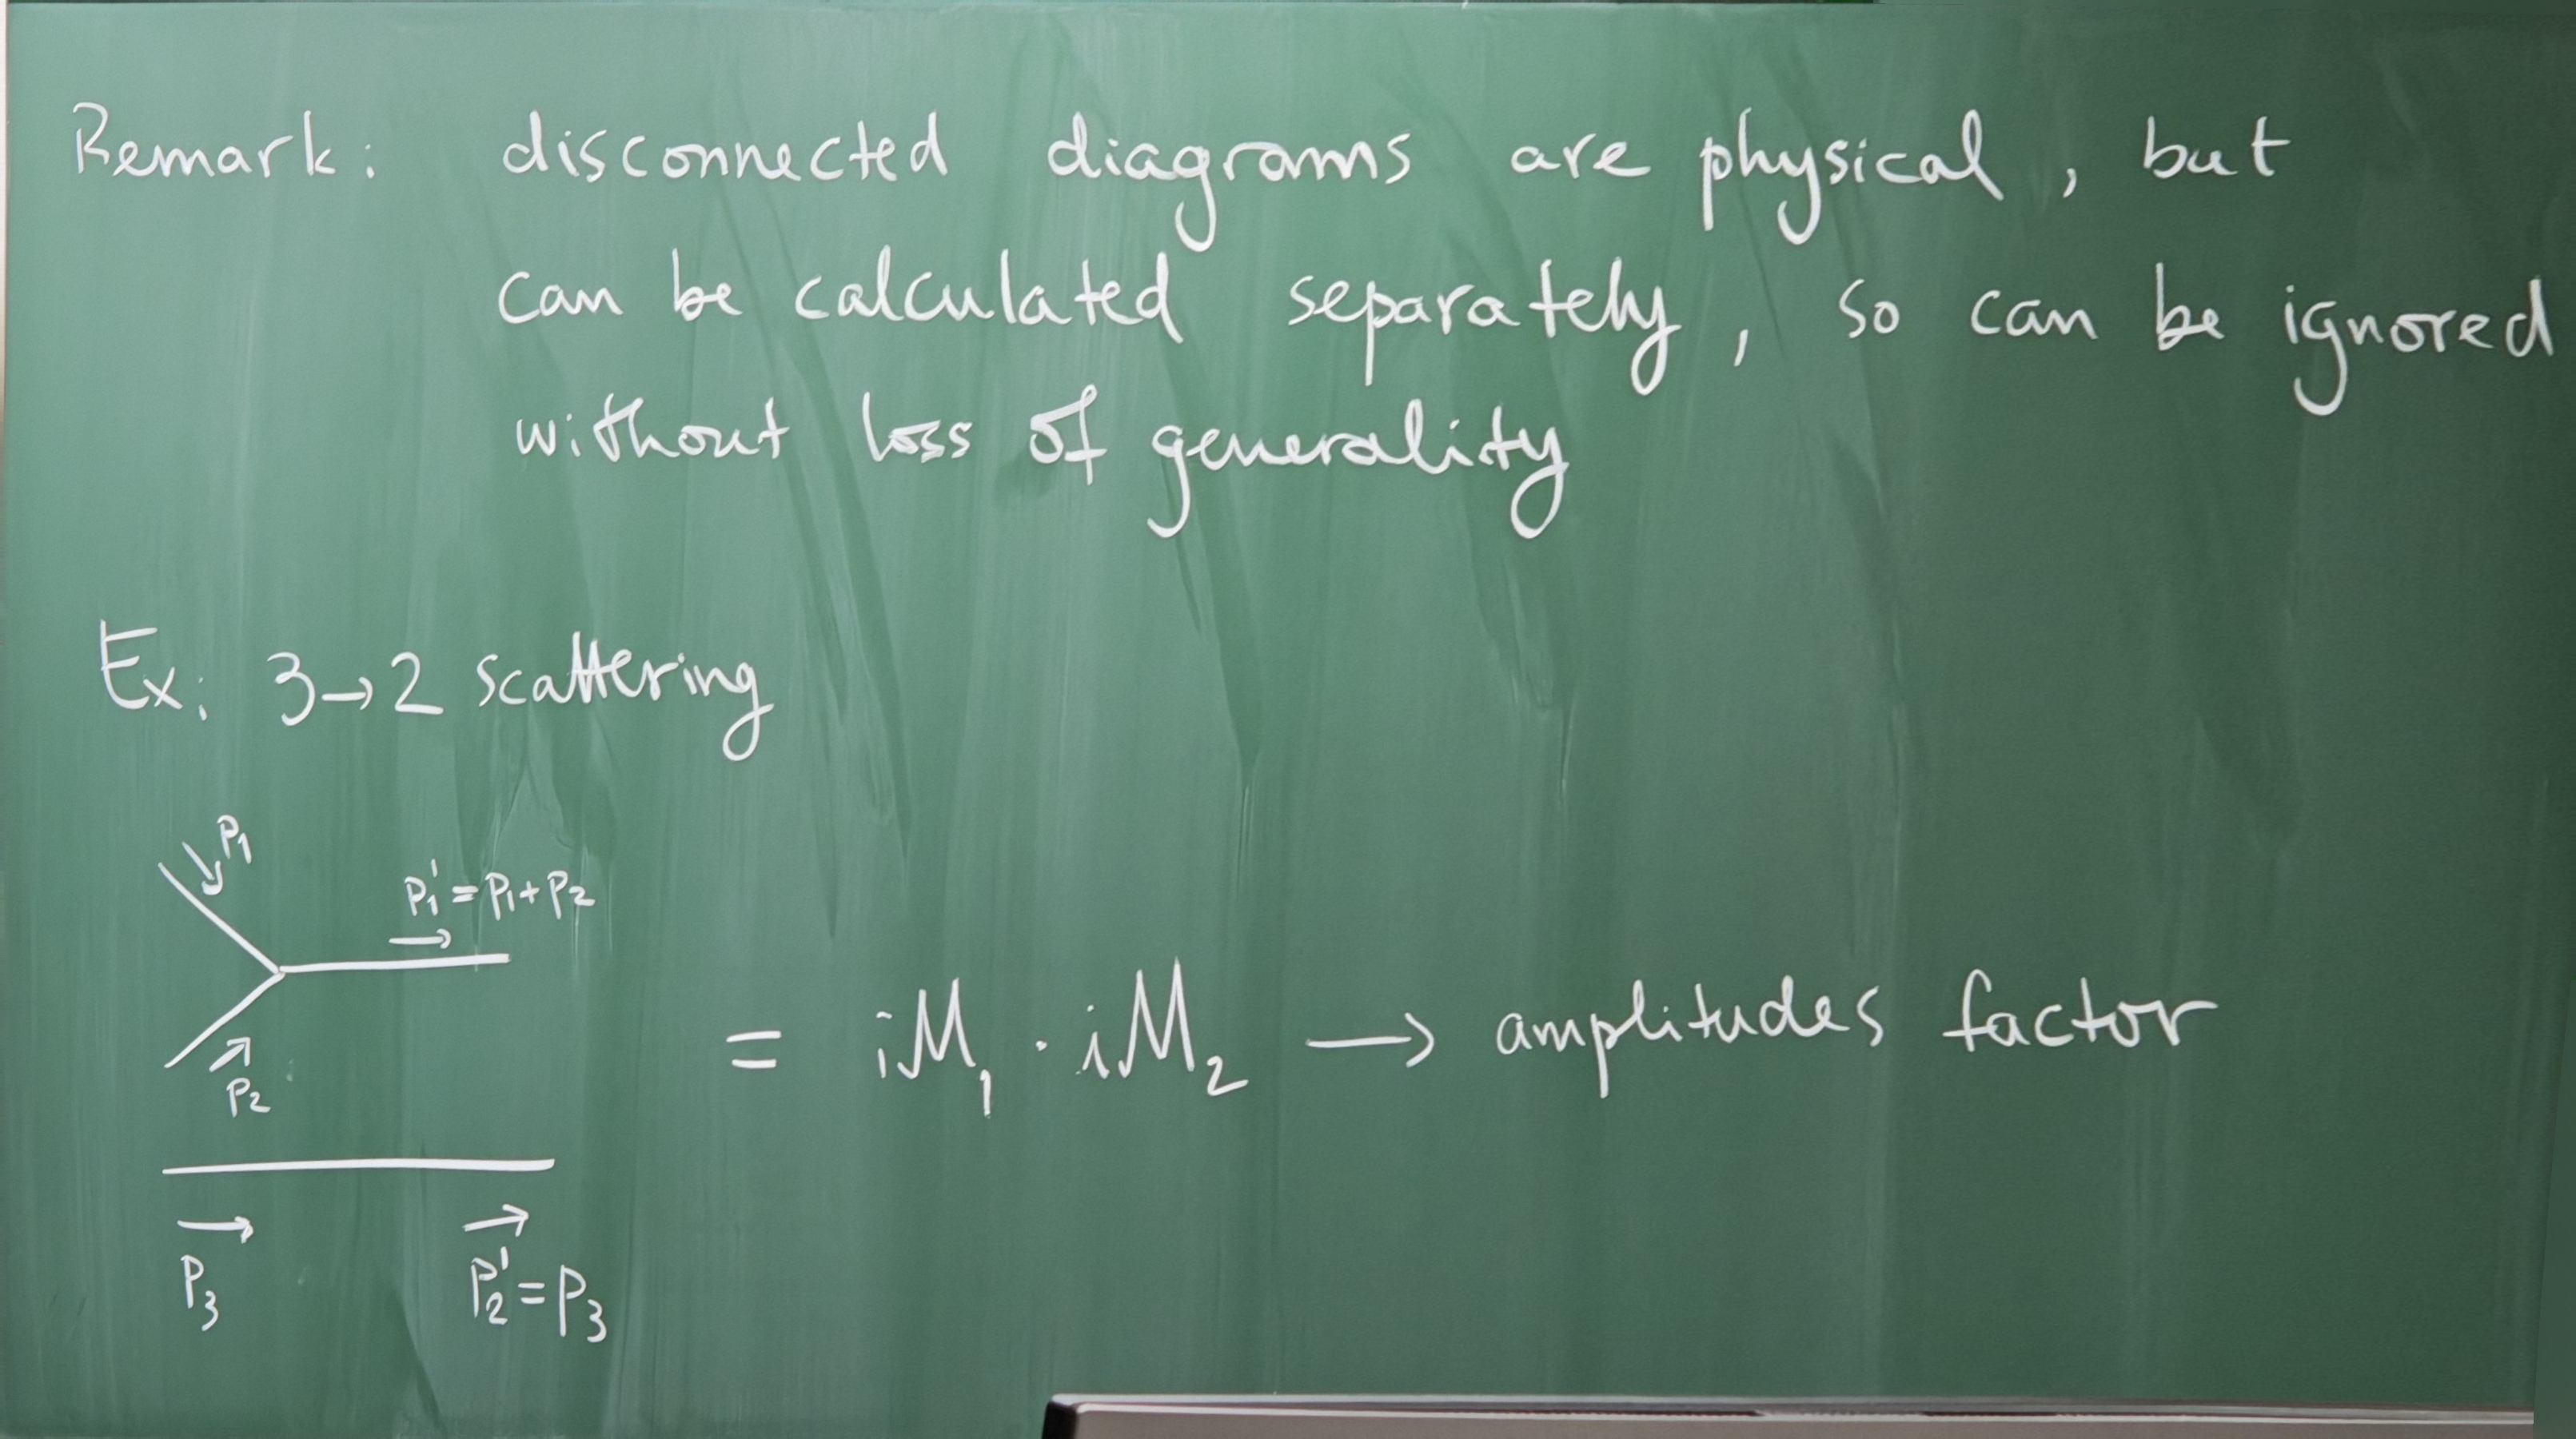 Remark: disconnected diagrams are physical, but
can be calculated separately, so can be ignored
without loss of generality
Ex: 3→2 scattering
p₁
p₁' = p₁ + p₂
p₂
= iM₁ · iM₂ → amplitudes factor
p₃
p₂' = p₃